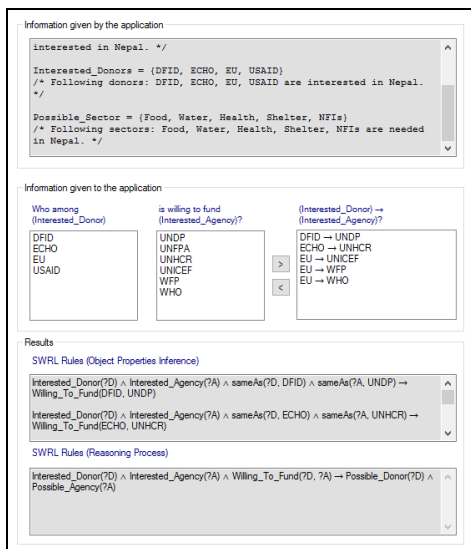 Information given by the application
interested in Nepal. */
Interested_Donors = {DFID, ECHO, EU, USAID}
/* Following donors: DFID, ECHO, EU, USAID are interested in Nepal.
*/
Possible_Sector = {Food, Water, Health, Shelter, NFIs}
/* Following sectors: Food, Water, Health, Shelter, NFIs are needed
in Nepal. */
Information given to the application
Who among
(Interested_Donor)
DFID
ECHO
EU
USAID
is willing to fund
(Interested_Agency)?
UNDP
UNFPA
UNHCR
UNICEF
WFP
WHO
>
<
(Interested_Donor) →
(Interested_Agency)?
DFID → UNDP
ECHO → UNHCR
EU → UNICEF
EU → WFP
EU → WHO
Results
SWRL Rules (Object Properties Inference)
Interested_Donor(?D) ∧ Interested_Agency(?A) ∧ sameAs(?D, DFID) ∧ sameAs(?A, UNDP) →
Willing_To_Fund(DFID, UNDP)
Interested_Donor(?D) ∧ Interested_Agency(?A) ∧ sameAs(?D, ECHO) ∧ sameAs(?A, UNHCR) →
Willing_To_Fund(ECHO, UNHCR)
SWRL Rules (Reasoning Process)
Interested_Donor(?D) ∧ Interested_Agency(?A) ∧ Willing_To_Fund(?D, ?A) → Possible_Donor(?D) ∧
Possible_Agency(?A)